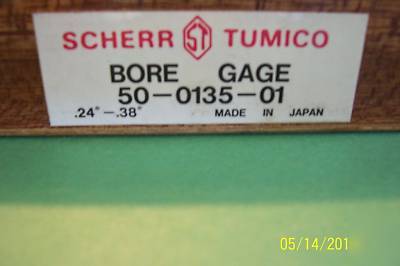 SCHERR ST TUMICO
BORE GAGE
50-0135-01
.24"-.38" MADE IN JAPAN
05/14/201